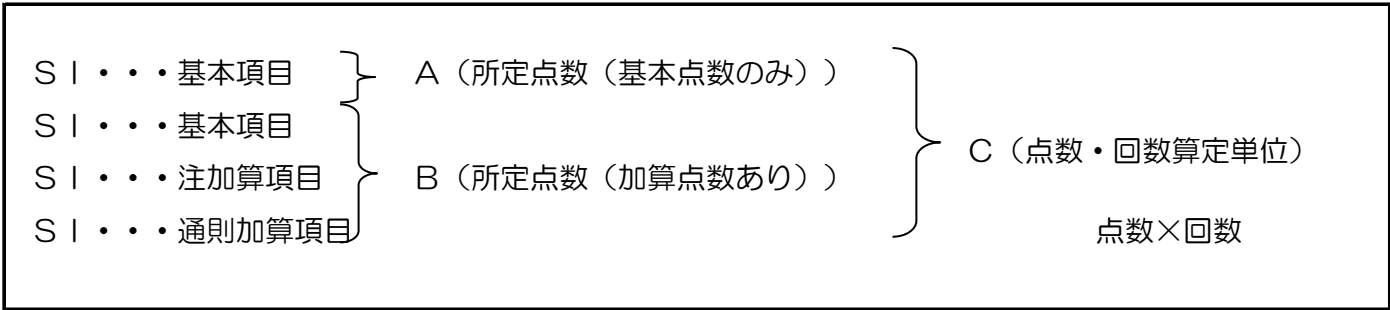 SI・・・基本項目 A(所定点数(基本点数のみ))
SI・・・基本項目
C(点数・回数算定単位)
SI・・・注加算項目 B(所定点数(加算点数あり))
SI・・・通則加算項目 点数×回数